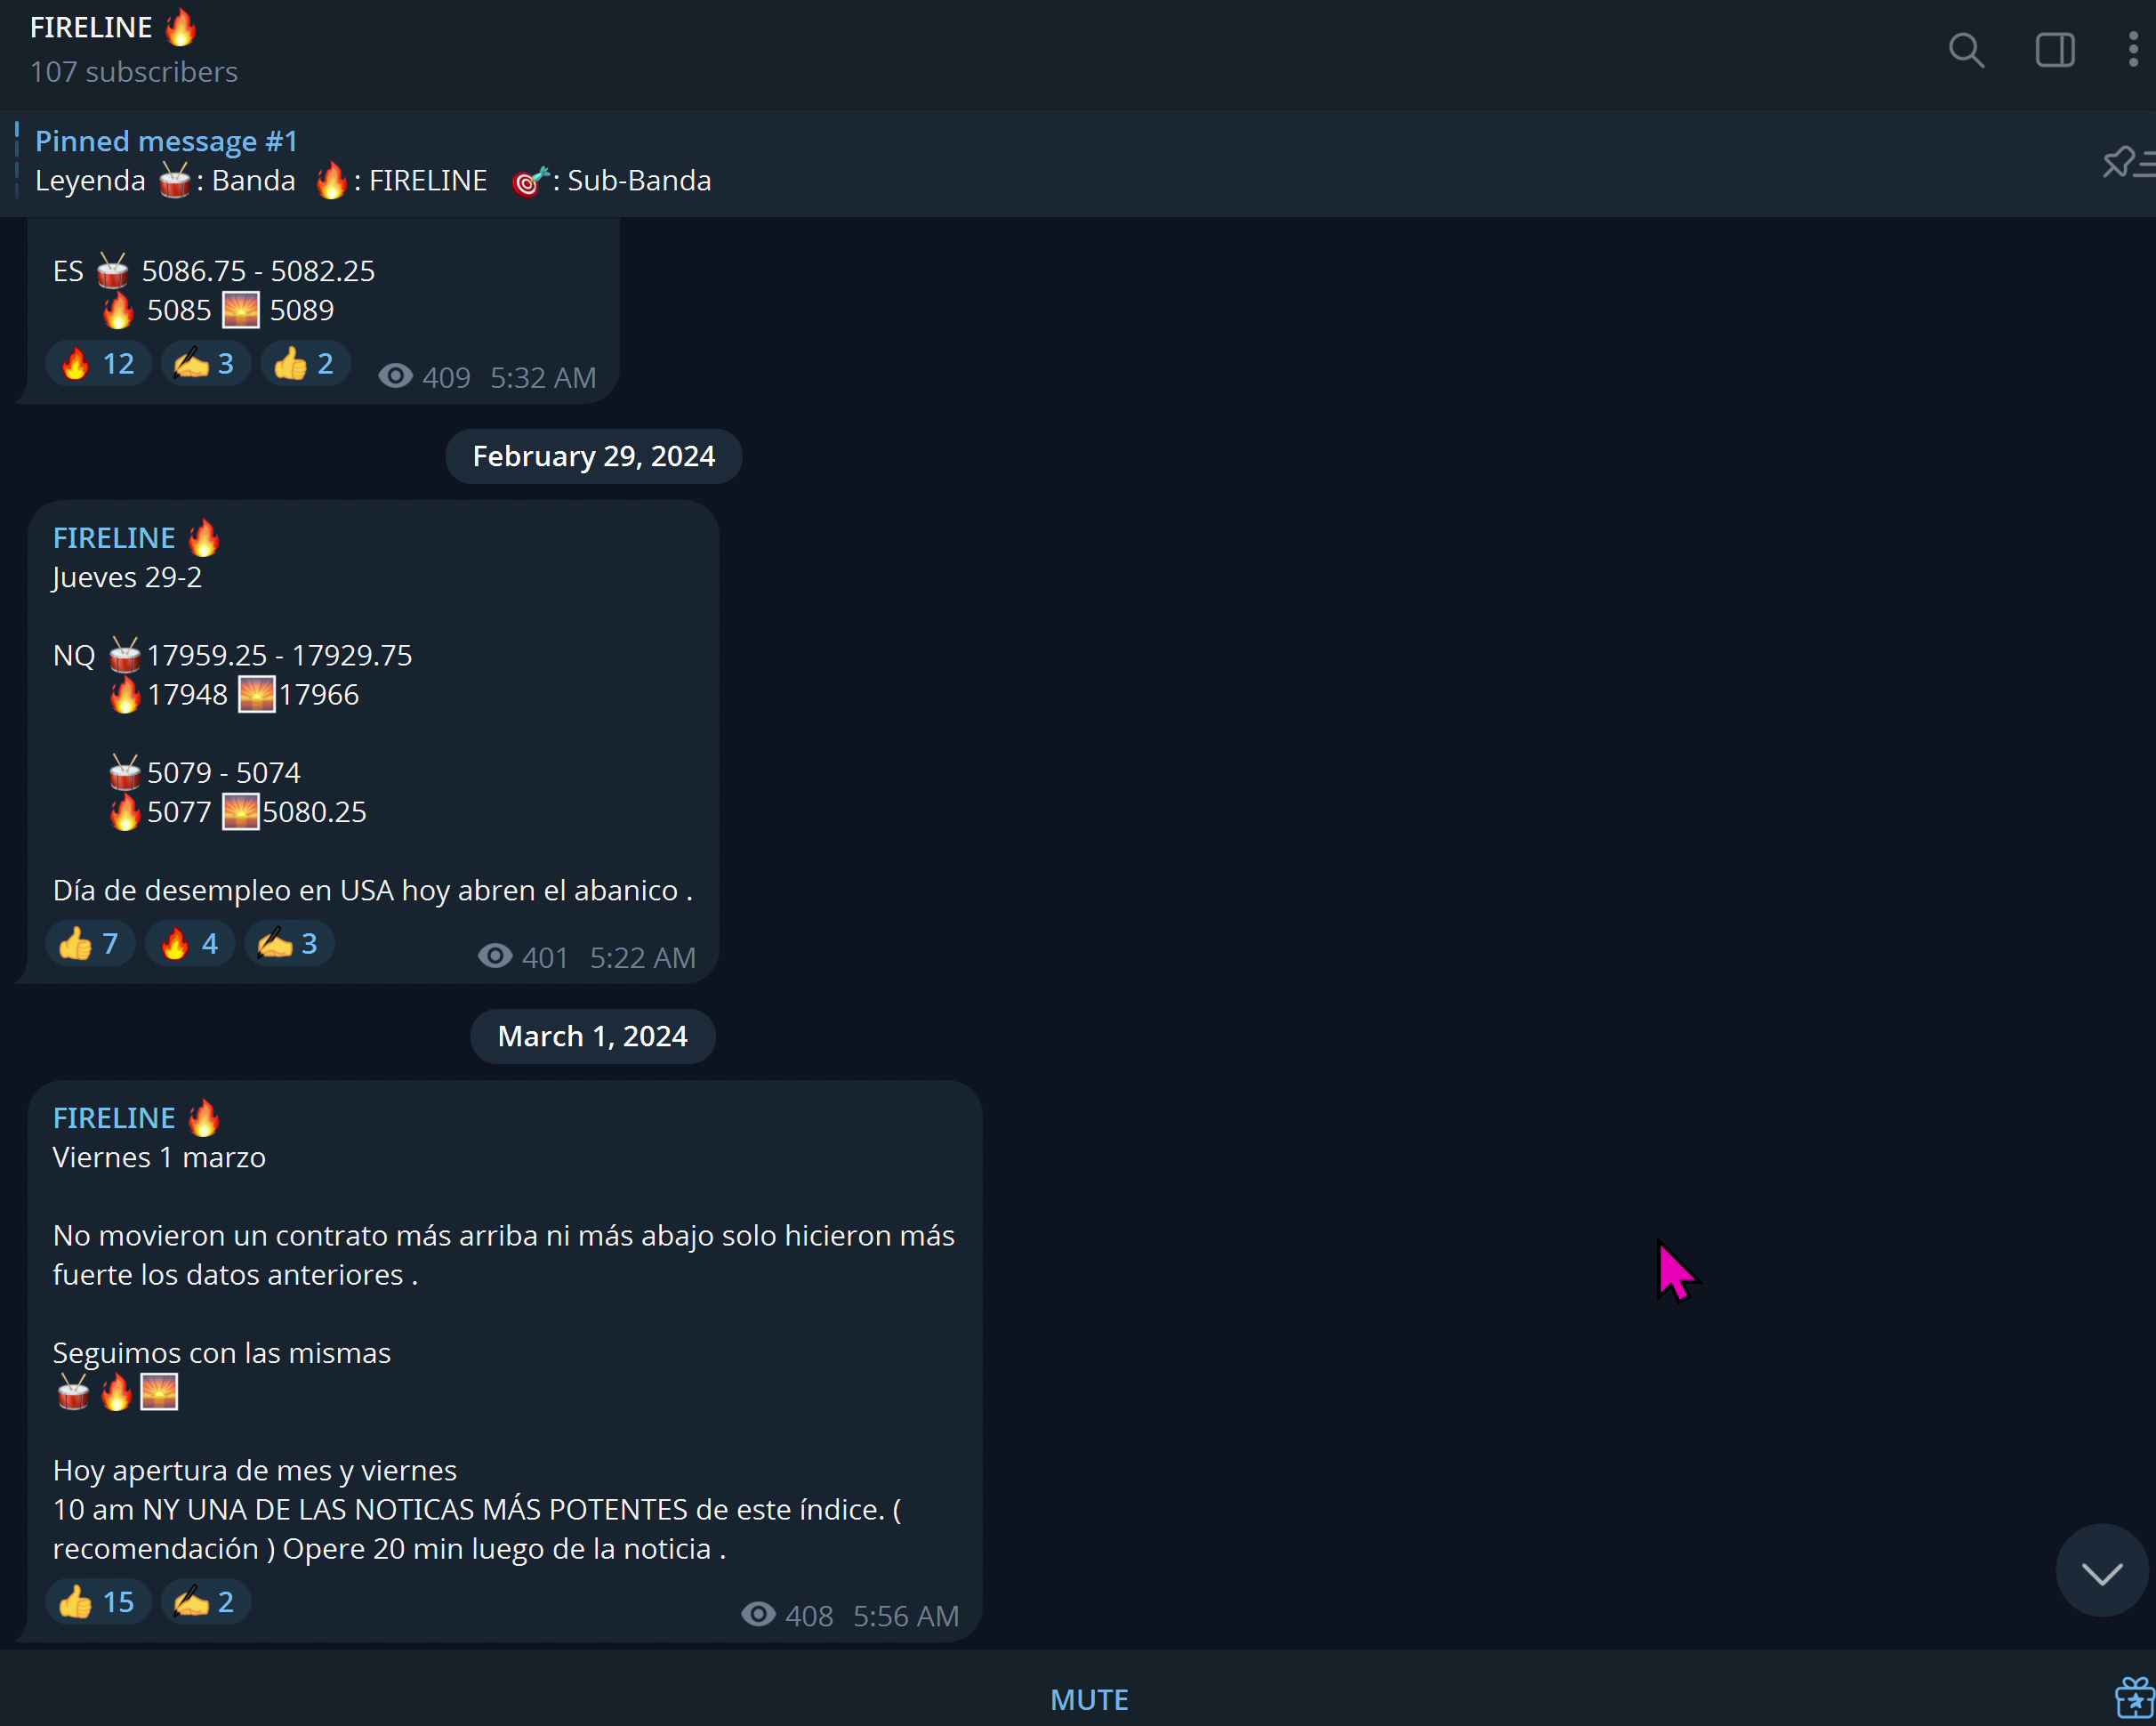 FIRELINE 🔥
107 subscribers
Pinned message #1
Leyenda 🥁: Banda 🔥: FIRELINE 🎯: Sub-Banda
ES 🥁 5086.75 - 5082.25
🔥 5085 🌅 5089
🔥 12 ✍️ 3 👍 2 409 5:32 AM
February 29, 2024
FIRELINE 🔥
Jueves 29-2
NQ 🥁17959.25 - 17929.75
🔥17948 🌅17966
🥁5079 - 5074
🔥5077 🌅5080.25
Día de desempleo en USA hoy abren el abanico .
👍 7 🔥 4 ✍️ 3 401 5:22 AM
March 1, 2024
FIRELINE 🔥
Viernes 1 marzo
No movieron un contrato más arriba ni más abajo solo hicieron más
fuerte los datos anteriores .
Seguimos con las mismas
🥁🔥🌅
Hoy apertura de mes y viernes
10 am NY UNA DE LAS NOTICAS MÁS POTENTES de este índice. (
recomendación ) Opere 20 min luego de la noticia .
👍 15 ✍️ 2 408 5:56 AM
MUTE